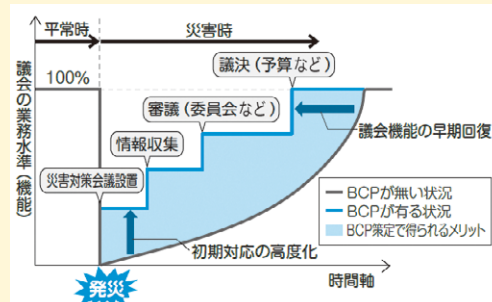 平常時
災害時
議決(予算など)
100%
審議(委員会など)
議会機能の早期回復
情報収集
災害対策会議設置
議会の業務水準(機能)
BCPが無い状況
BCPが有る状況
BCP策定で得られるメリット
初期対応の高度化
時間軸
発災